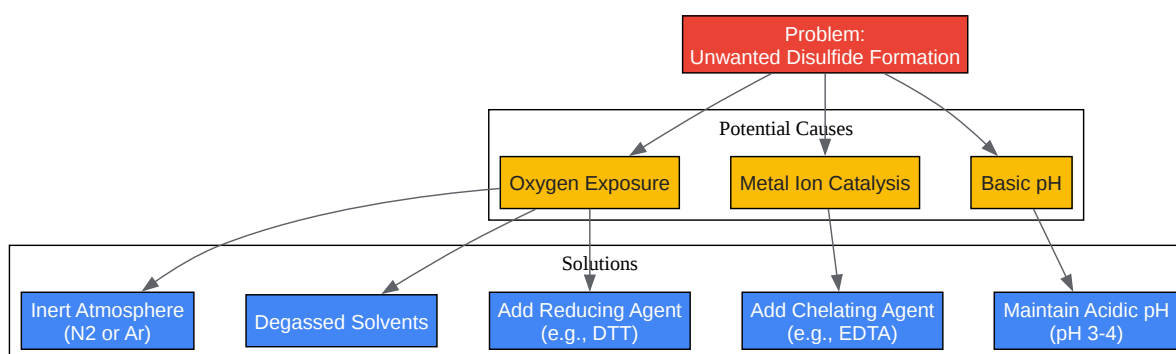 Problem:
Unwanted Disulfide Formation
Potential Causes
Oxygen Exposure
Metal Ion Catalysis
Basic pH
Solutions
Inert Atmosphere
(N2 or Ar)
Degassed Solvents
Add Reducing Agent
(e.g., DTT)
Add Chelating Agent
(e.g., EDTA)
Maintain Acidic pH
(pH 3-4)